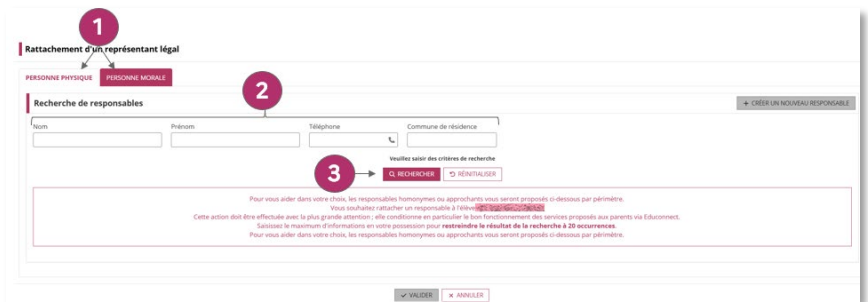 1
Rattachement d'un représentant légal
PERSONNE PHYSIQUE PERSONNE MORALE
2
Recherche de responsables
+ CRÉER UN NOUVEAU RESPONSABLE
Nom Prénom Téléphone Commune de résidence
Veuillez saisir des critères de recherche
3
RECHERCHER RÉINITIALISER
Pour vous aider dans votre choix, les responsables homonymes ou approchants vous seront proposés ci-dessous par périmètre.
Vous souhaitez rattacher un responsable à l'élève
Cette action doit être effectuée avec la plus grande attention ; elle conditionne en particulier le bon fonctionnement des services proposés aux parents via Educonnect.
Saisissez le maximum d'informations en votre possession pour restreindre le résultat de la recherche à 20 occurrences.
Pour vous aider dans votre choix, les responsables homonymes ou approchants vous seront proposés ci-dessous par périmètre.
✓ VALIDER × ANNULER